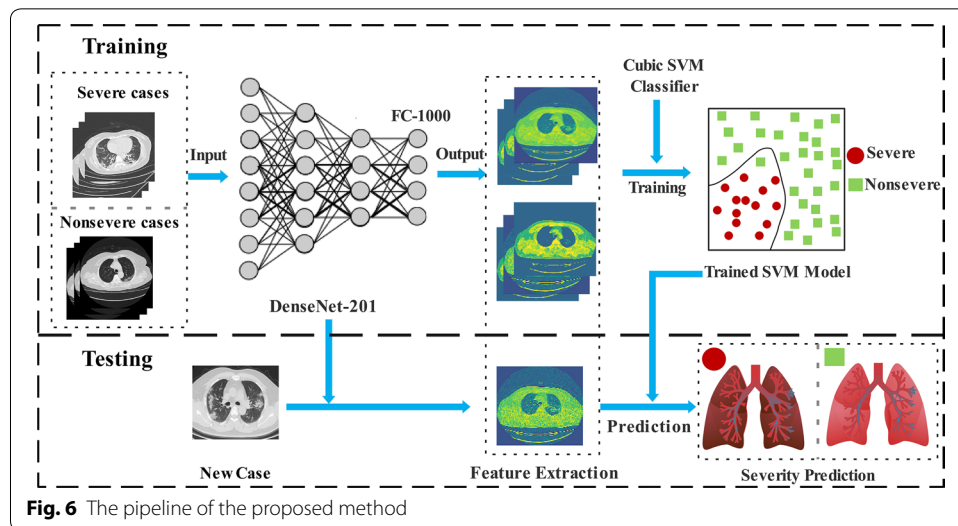 Training
Severe cases
Nonsevere cases
Input
FC-1000
DenseNet-201
Output
Cubic SVM
Classifier
Training
Severe
Nonsevere
Trained SVM Model
Testing
New Case
Feature Extraction
Prediction
Severity Prediction
Fig. 6 The pipeline of the proposed method